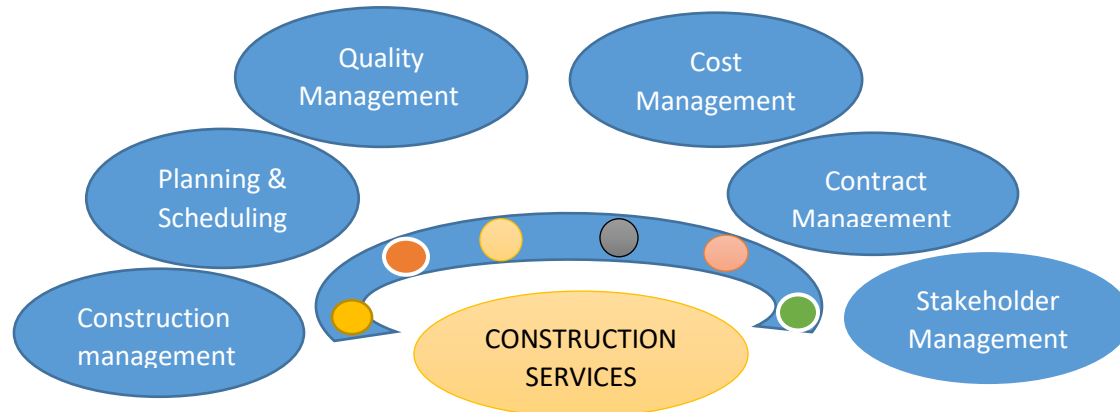 Quality
Management
Cost
Management
Planning &
Scheduling
Contract
Management
Construction
management
Stakeholder
Management
CONSTRUCTION
SERVICES